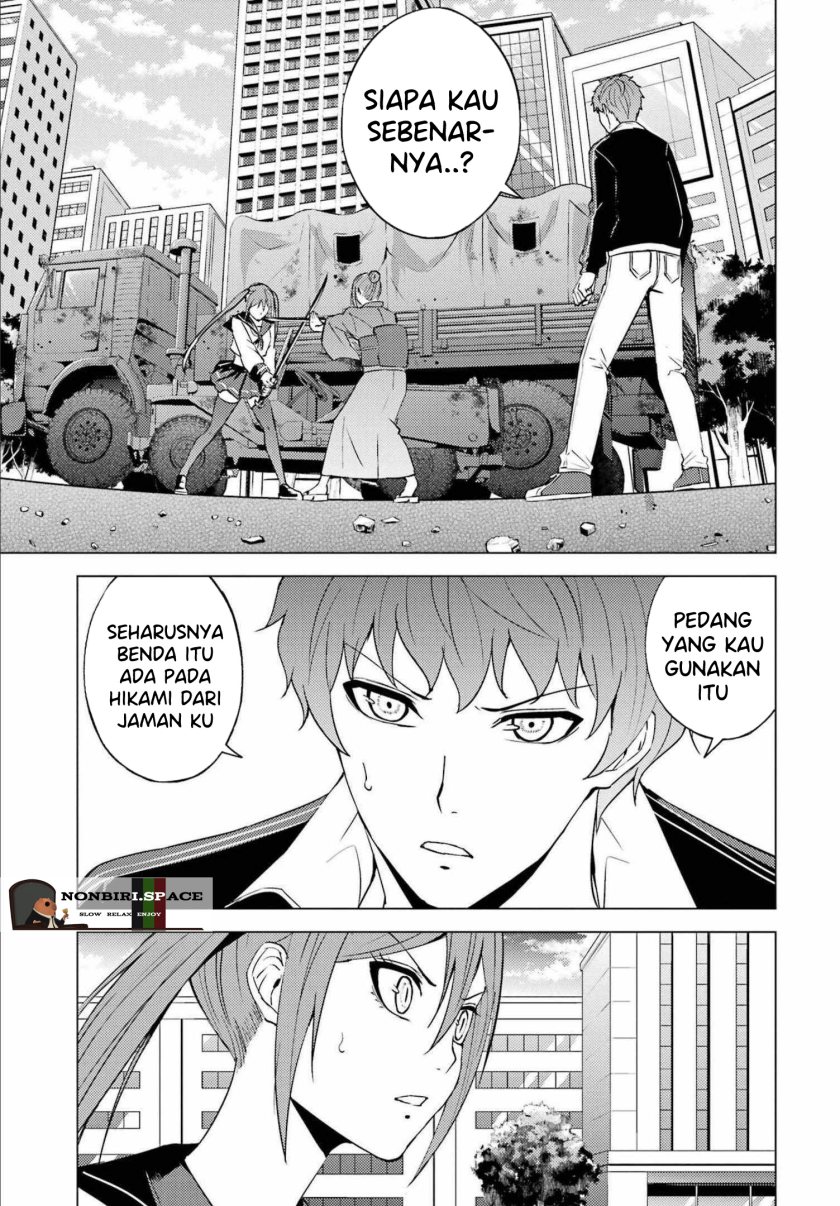 SIAPA KAU
SEBENAR-
NYA..?
PEDANG
YANG KAU
GUNAKAN
ITU
SEHARUSNYA
BENDA ITU
ADA PADA
HIKAMI DARI
JAMAN KU
NONBIRI.SPACE
SLOW RELAX ENJOY